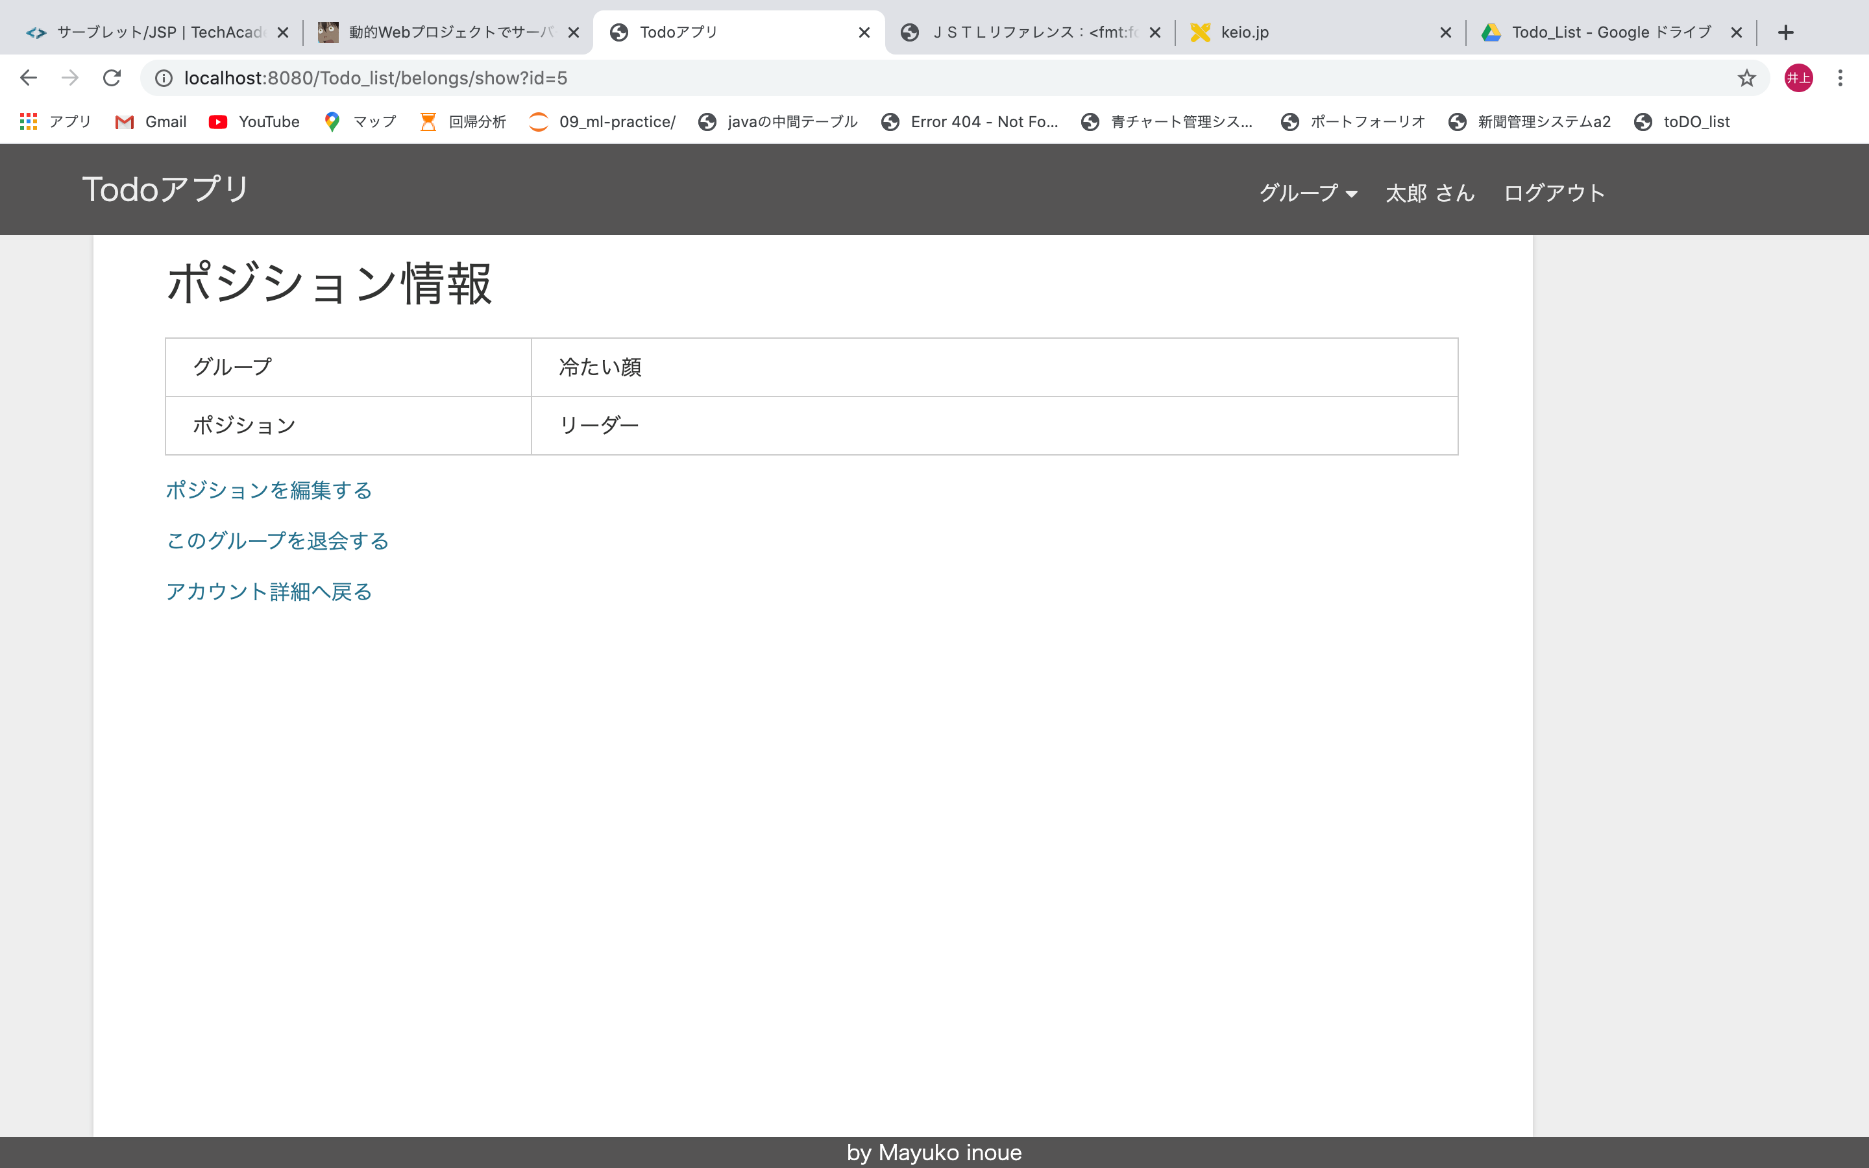 サーブレット/JSP | TechAcad
動的Webプロジェクトでサーバ
Todoアプリ
ＪＳＴＬリファレンス：<fmt:fo
keio.jp
Todo_List - Google ドライブ
localhost:8080/Todo_list/belongs/show?id=5
井上
アプリ
Gmail
YouTube
マップ
回帰分析
09_ml-practice/
javaの中間テーブル
Error 404 - Not Fo...
青チャート管理シス...
ポートフォーリオ
新聞管理システムa2
toDO_list
Todoアプリ
グループ
太郎 さん
ログアウト
ポジション情報
グループ 冷たい顔
ポジション リーダー
ポジションを編集する
このグループを退会する
アカウント詳細へ戻る
by Mayuko inoue